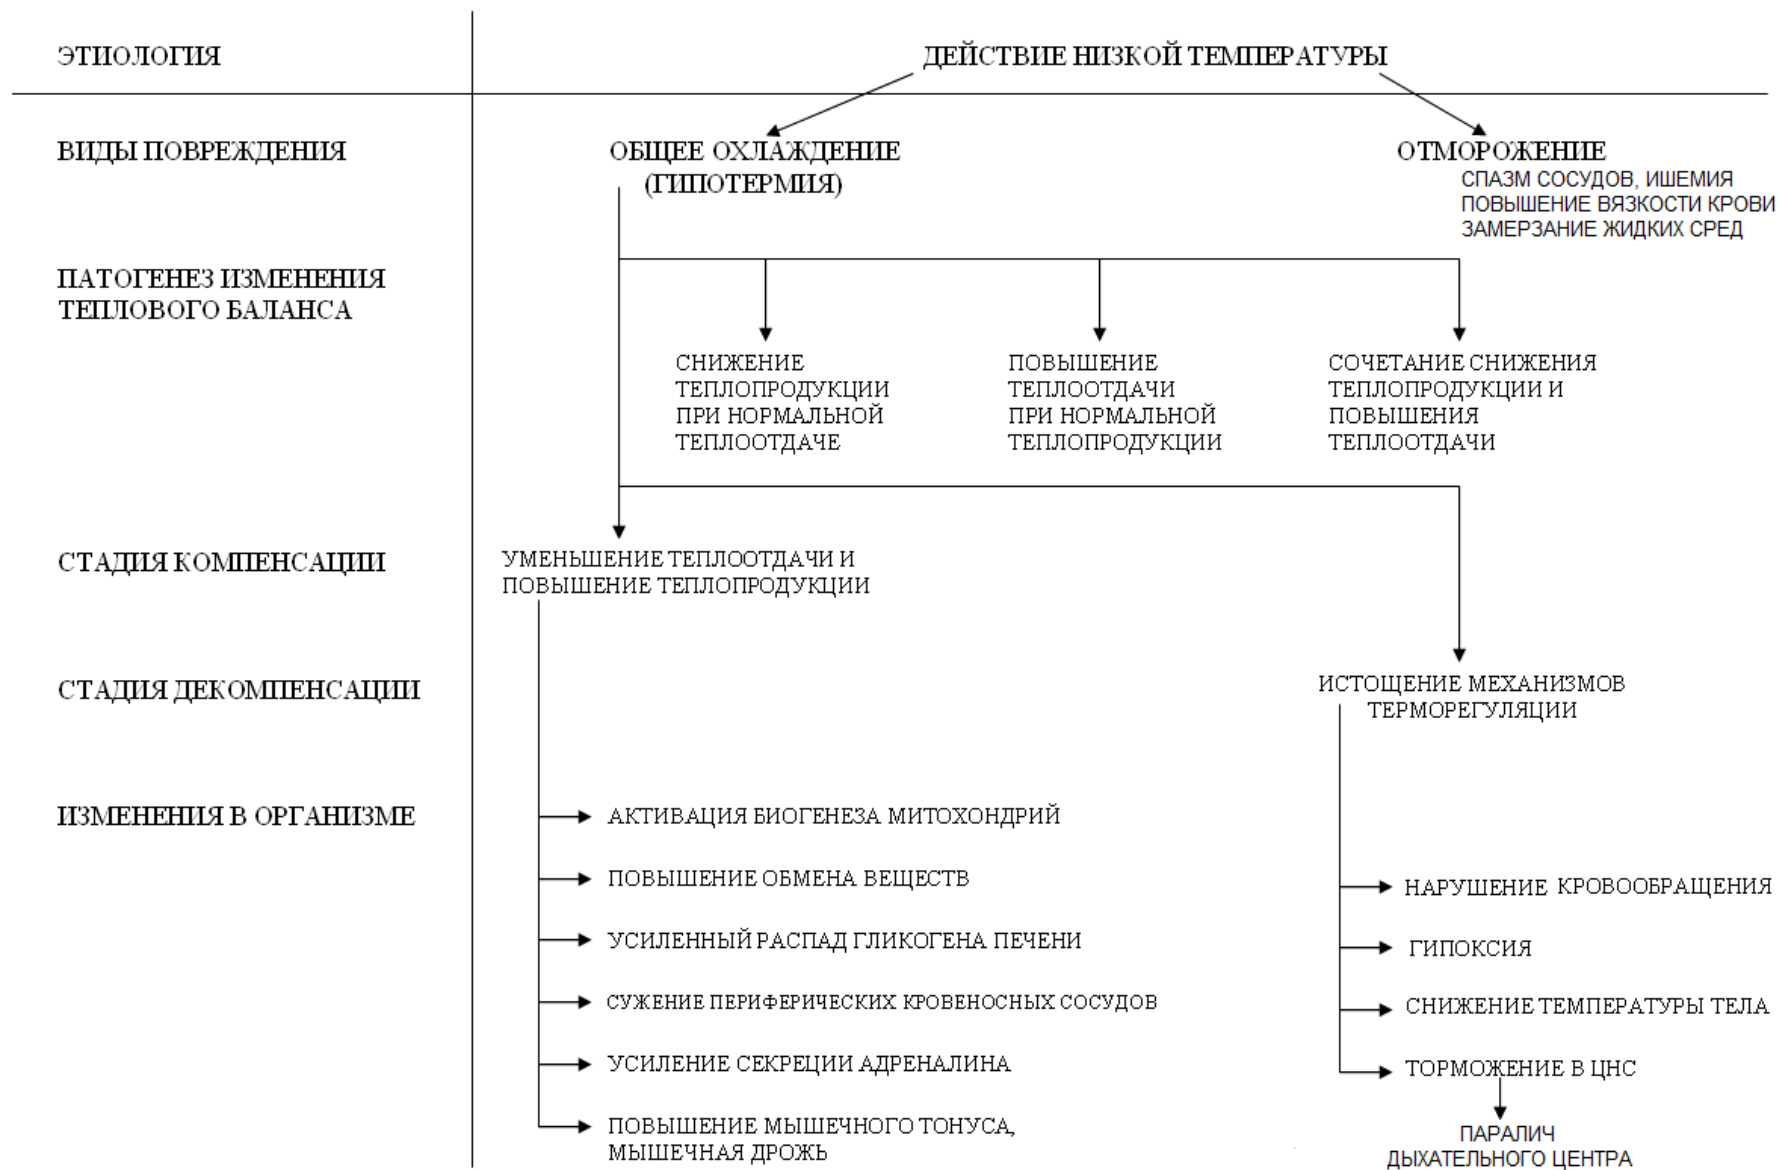 ЭТИОЛОГИЯ
ДЕЙСТВИЕ НИЗКОЙ ТЕМПЕРАТУРЫ
ВИДЫ ПОВРЕЖДЕНИЯ
ОБЩЕЕ ОХЛАЖДЕНИЕ
(ГИПОТЕРМИЯ)
ОТМОРОЖЕНИЕ
СПАЗМ СОСУДОВ, ИШЕМИЯ
ПОВЫШЕНИЕ ВЯЗКОСТИ КРОВИ
ЗАМЕРЗАНИЕ ЖИДКИХ СРЕД
ПАТОГЕНЕЗ ИЗМЕНЕНИЯ
ТЕПЛОВОГО БАЛАНСА
СНИЖЕНИЕ
ТЕПЛОПРОДУКЦИИ
ПРИ НОРМАЛЬНОЙ
ТЕПЛООТДАЧЕ
ПОВЫШЕНИЕ
ТЕПЛООТДАЧИ
ПРИ НОРМАЛЬНОЙ
ТЕПЛОПРОДУКЦИИ
СОЧЕТАНИЕ СНИЖЕНИЯ
ТЕПЛОПРОДУКЦИИ И
ПОВЫШЕНИЯ
ТЕПЛООТДАЧИ
СТАДИЯ КОМПЕНСАЦИИ
УМЕНЬШЕНИЕ ТЕПЛООТДАЧИ И
ПОВЫШЕНИЕ ТЕПЛОПРОДУКЦИИ
СТАДИЯ ДЕКОМПЕНСАЦИИ
ИСТОЩЕНИЕ МЕХАНИЗМОВ
ТЕРМОРЕГУЛЯЦИИ
ИЗМЕНЕНИЯ В ОРГАНИЗМЕ
АКТИВАЦИЯ БИОГЕНЕЗА МИТОХОНДРИЙ
ПОВЫШЕНИЕ ОБМЕНА ВЕЩЕСТВ
УСИЛЕННЫЙ РАСПАД ГЛИКОГЕНА ПЕЧЕНИ
СУЖЕНИЕ ПЕРИФЕРИЧЕСКИХ КРОВЕНОСНЫХ СОСУДОВ
УСИЛЕНИЕ СЕКРЕЦИИ АДРЕНАЛИНА
ПОВЫШЕНИЕ МЫШЕЧНОГО ТОНУСА,
МЫШЕЧНАЯ ДРОЖЬ
НАРУШЕНИЕ КРОВООБРАЩЕНИЯ
ГИПОКСИЯ
СНИЖЕНИЕ ТЕМПЕРАТУРЫ ТЕЛА
ТОРМОЖЕНИЕ В ЦНС
ПАРАЛИЧ
ДЫХАТЕЛЬНОГО ЦЕНТРА